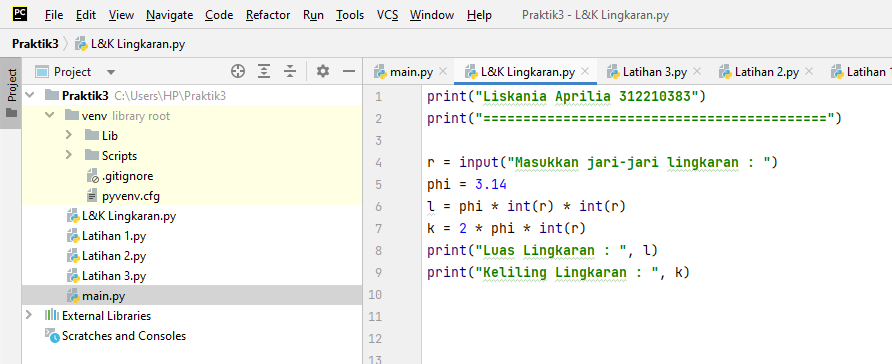 PC File Edit View Navigate Code Refactor Run Tools VCS Window Help Praktik3 - L&K Lingkaran.py
Praktik3 L&K Lingkaran.py
Project
Project
Praktik3 C:\Users\HP\Praktik3
venv library root
Lib
Scripts
.gitignore
pyvenv.cfg
L&K Lingkaran.py
Latihan 1.py
Latihan 2.py
Latihan 3.py
main.py
External Libraries
Scratches and Consoles
main.py L&K Lingkaran.py Latihan 3.py Latihan 2.py Latihan 1
1 print("Liskania Aprilia 312210383")
2 print("===========================================")
3
4 r = input("Masukkan jari-jari lingkaran : ")
5 phi = 3.14
6 l = phi * int(r) * int(r)
7 k = 2 * phi * int(r)
8 print("Luas Lingkaran : ", l)
9 print("Keliling Lingkaran : ", k)
10
11
12
13